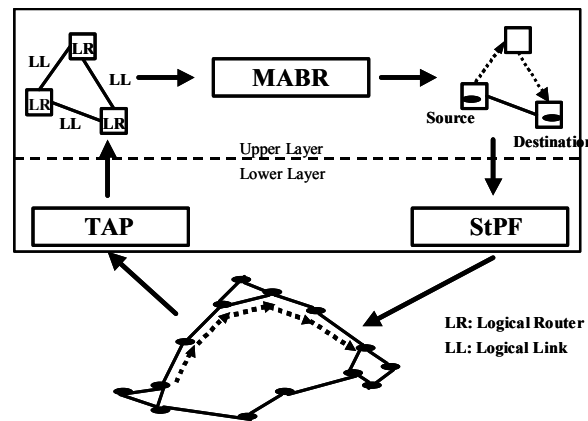 LR
LL
LL
LR
LL
LR
MABR
Source
Destination
Upper Layer
Lower Layer
TAP
StPF
LR: Logical Router
LL: Logical Link